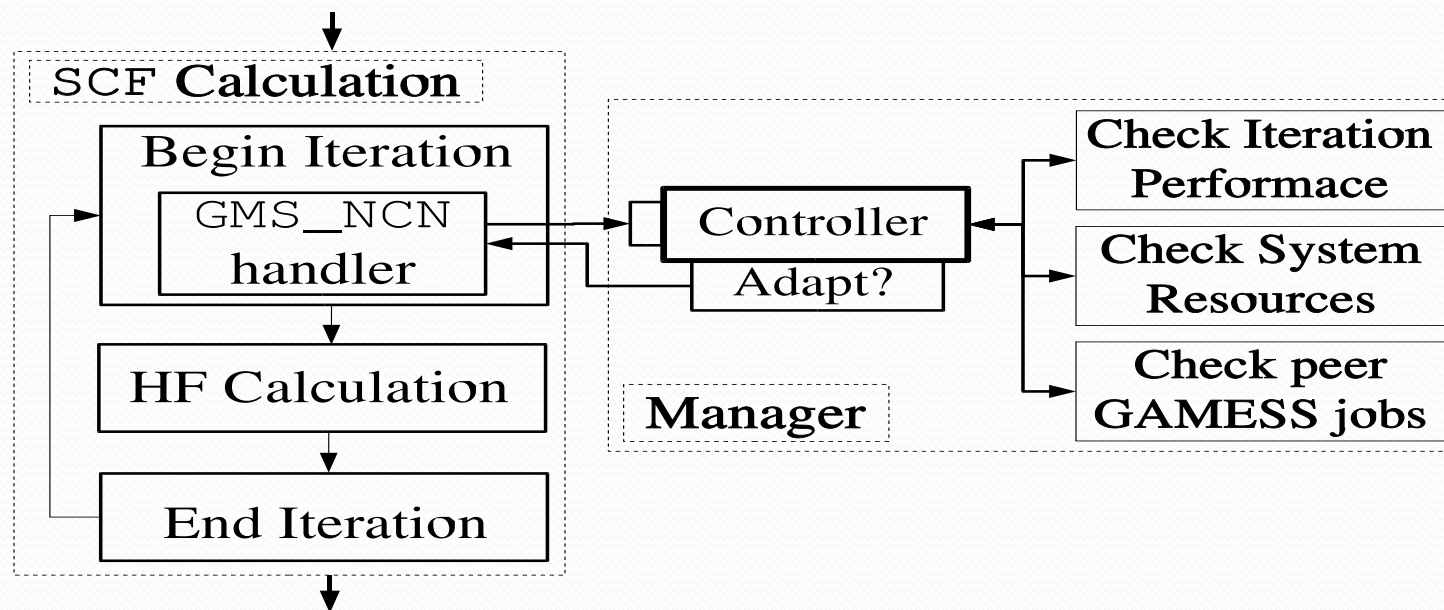 SCF Calculation
Begin Iteration
GMS_NCN
handler
HF Calculation
End Iteration
Controller
Adapt?
Manager
Check Iteration
Performace
Check System
Resources
Check peer
GAMESS jobs